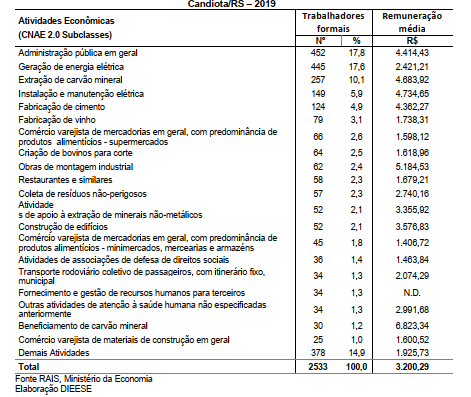 Candiota/RS – 2019
Atividades Econômicas
(CNAE 2.0 Subclasses)
Trabalhadores formais
Remuneração média
Nº % R$
Administração pública em geral 452 17,8 4.414,43
Geração de energia elétrica 445 17,6 2.421,21
Extração de carvão mineral 257 10,1 4.683,92
Instalação e manutenção elétrica 149 5,9 4.734,65
Fabricação de cimento 124 4,9 4.362,27
Fabricação de vinho 79 3,1 1.738,31
Comércio varejista de mercadorias em geral, com predominância de
produtos alimentícios - supermercados 66 2,6 1.598,12
Criação de bovinos para corte 64 2,5 1.618,96
Obras de montagem industrial 62 2,4 5.184,53
Restaurantes e similares 58 2,3 1.679,21
Coleta de resíduos não-perigosos 57 2,3 2.740,16
Atividade
s de apoio à extração de minerais não-metálicos 52 2,1 3.355,92
Construção de edifícios 52 2,1 3.576,83
Comércio varejista de mercadorias em geral, com predominância de
produtos alimentícios - minimercados, mercearias e armazéns 45 1,8 1.406,72
Atividades de associações de defesa de direitos sociais 36 1,4 1.463,84
Transporte rodoviário coletivo de passageiros, com itinerário fixo,
municipal 34 1,3 2.074,29
Fornecimento e gestão de recursos humanos para terceiros 34 1,3 N.D.
Outras atividades de atenção à saúde humana não especificadas
anteriormente 34 1,3 2.991,68
Beneficiamento de carvão mineral 30 1,2 6.823,34
Comércio varejista de materiais de construção em geral 25 1,0 1.600,52
Demais Atividades 378 14,9 1.925,73
Total 2533 100,0 3.200,29
Fonte RAIS, Ministério da Economia
Elaboração DIEESE